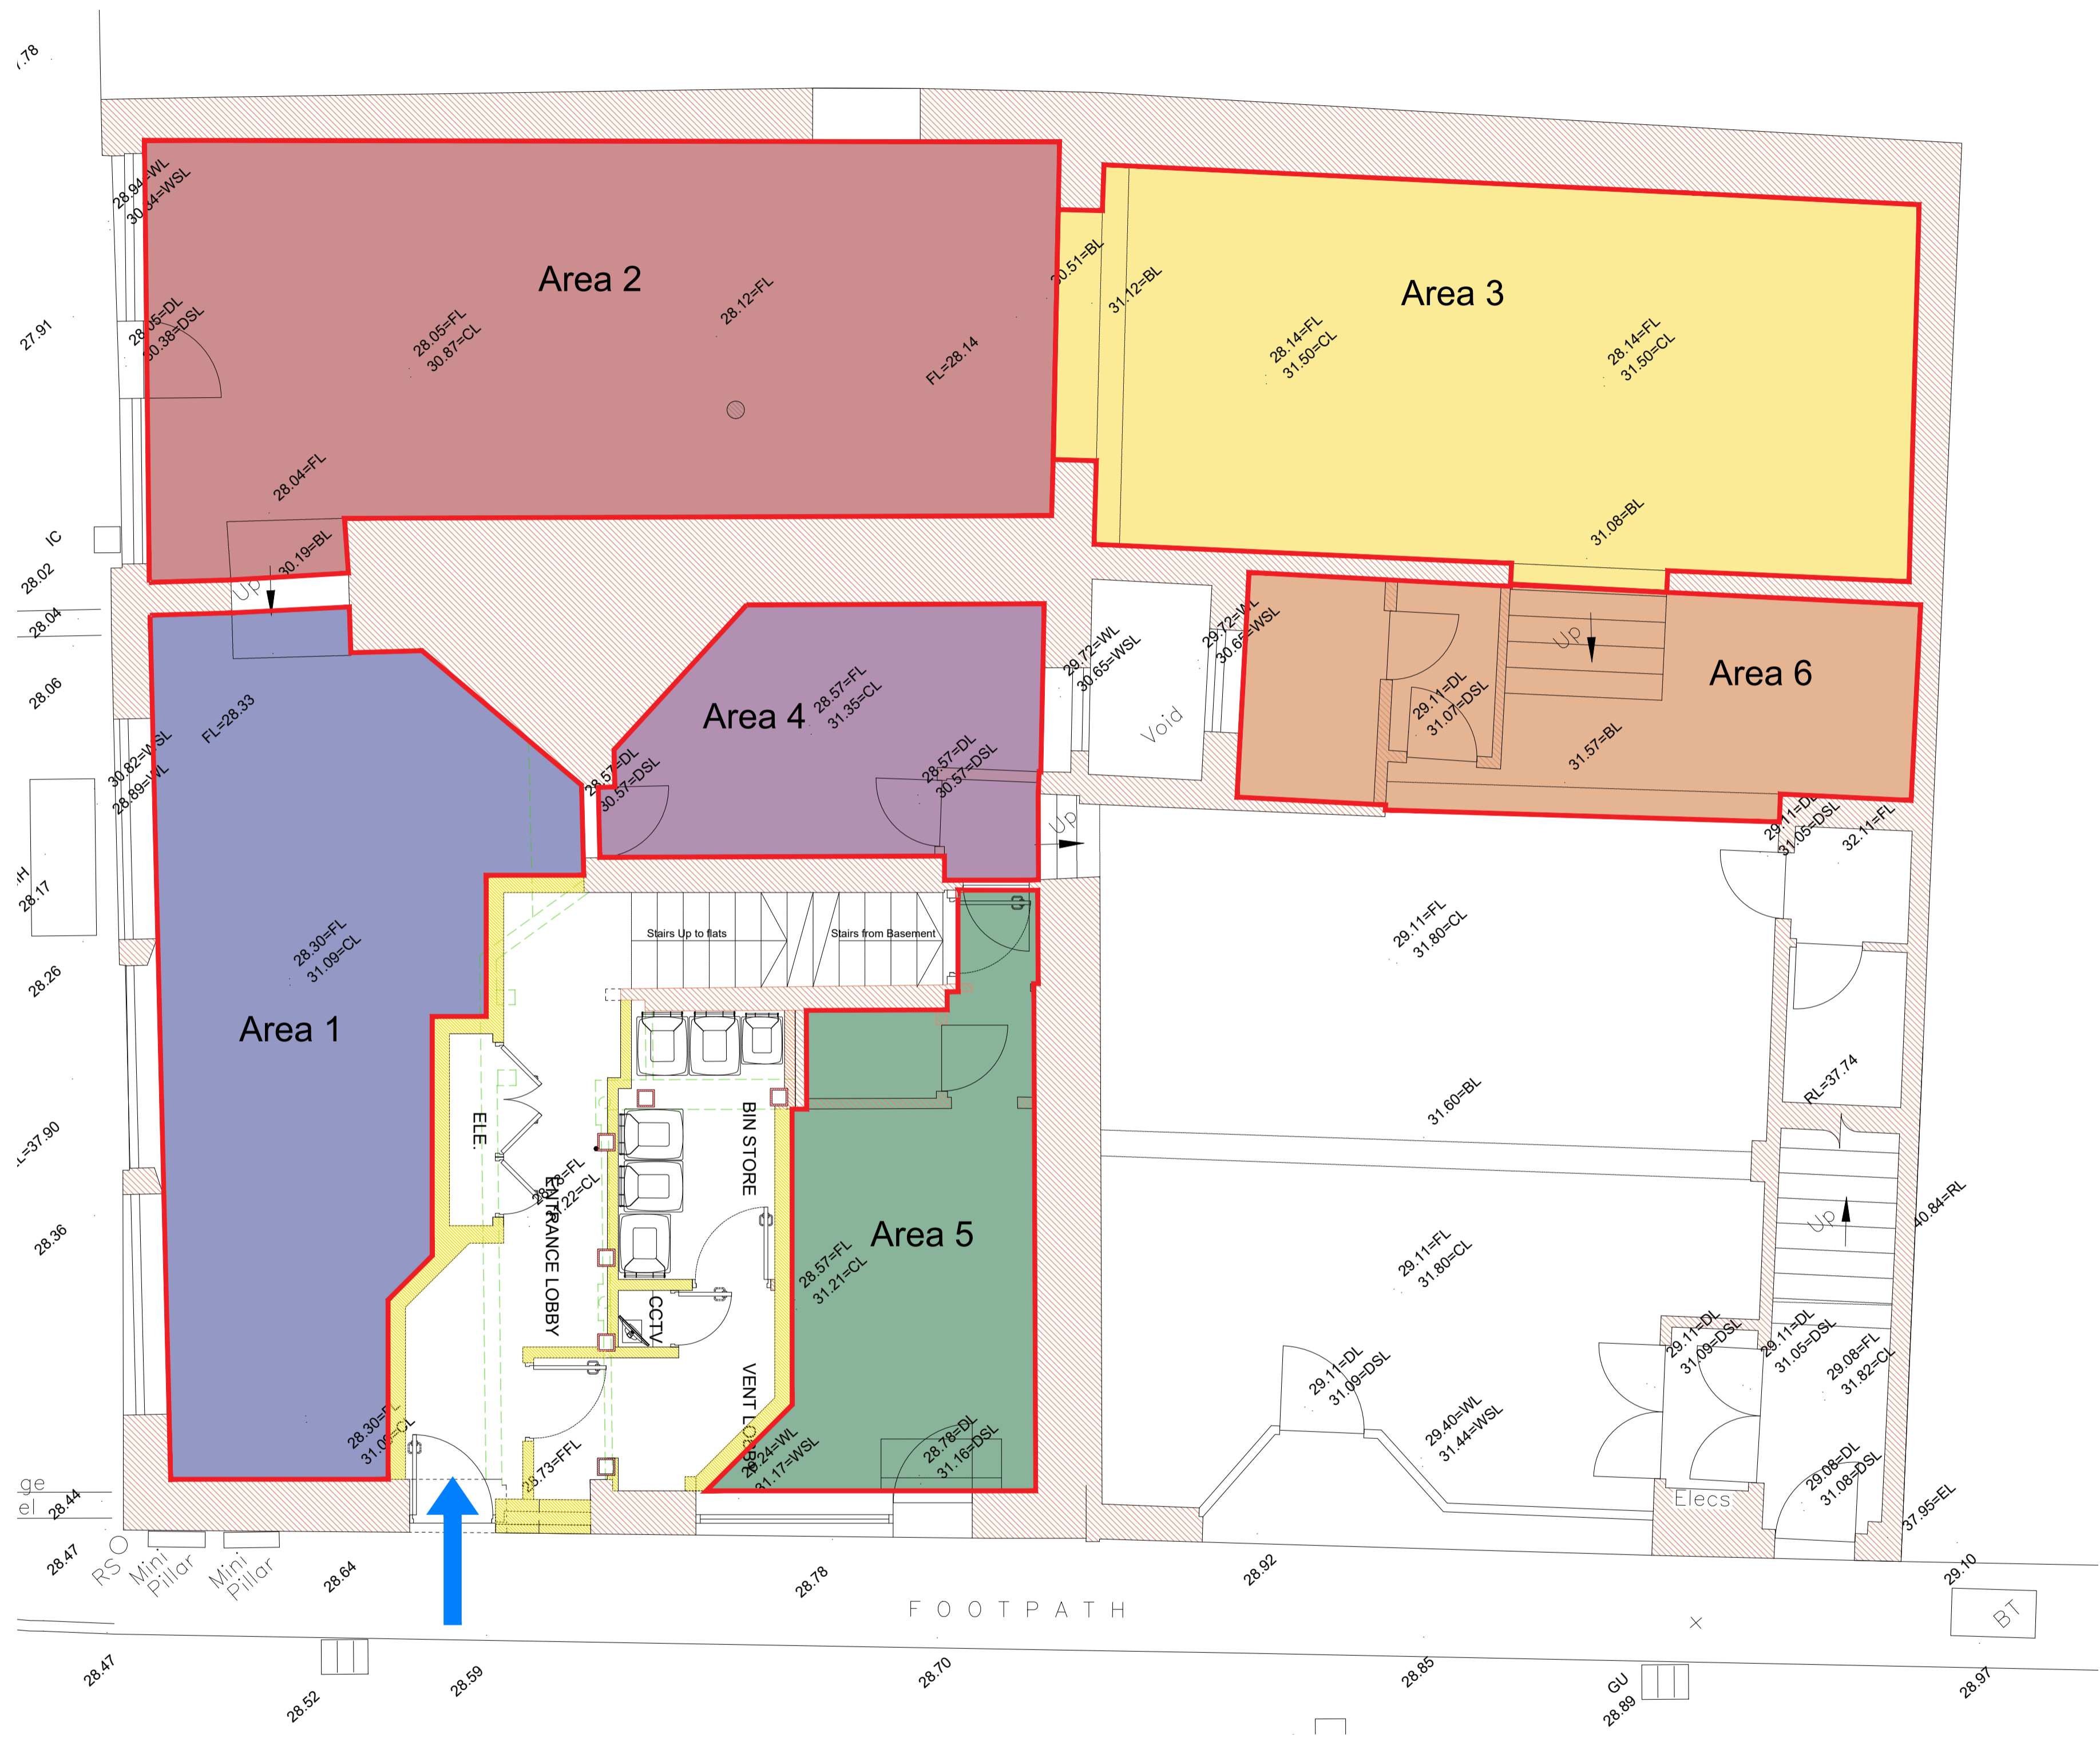 28.94=WL
30.34=WSL
Area 2
Area 3
30.51=BL
31.12=BL
28.12=FL
28.05=DL
30.38=DSL
28.05=FL
30.87=CL
27.91
FL=28.14
28.14=FL
31.50=CL
28.14=FL
31.50=CL
28.04=FL
31.08=BL
IC
30.19=BL
28.02
Up
28.04
28.06
FL=28.33
Area 4
28.57=FL
31.35=CL
29.72=WL
30.65=WSL
29.72=WL
30.65=WSL
Void
Up
Area 6
29.11=DL
31.07=DSL
31.57=BL
30.82=WSL
28.89=WL
28.57=DL
30.57=DSL
28.57=DL
30.57=DSL
Up
29.11=DL
31.05=DSL
32.11=FL
28.17
Stairs Up to flats
Stairs from Basement
29.11=FL
31.80=CL
28.30=FL
31.09=CL
28.26
Area 1
ELE.
BIN STORE
RL=37.74
31.60=BL
ENTRANCE LOBBY
Area 5
28.57=FL
31.21=CL
28.36
40.84=RL
Up
29.11=FL
31.80=CL
CCTV
VENT LOBBY
29.11=DL
31.09=DSL
29.11=DL
31.09=DSL
29.11=DL
31.05=DSL
29.08=FL
31.82=CL
29.40=WL
31.44=WSL
31.17=WSL
28.78=DL
31.16=DSL
28.73=FFL
29.08=DL
31.08=DSL
Elecs
37.95=EL
28.44
28.47
RS
Mini
Pillar
Mini
Pillar
28.64
28.78
28.92
29.10
FOOTPATH
BT
28.47
28.52
28.59
28.70
28.85
GU
28.89
28.97